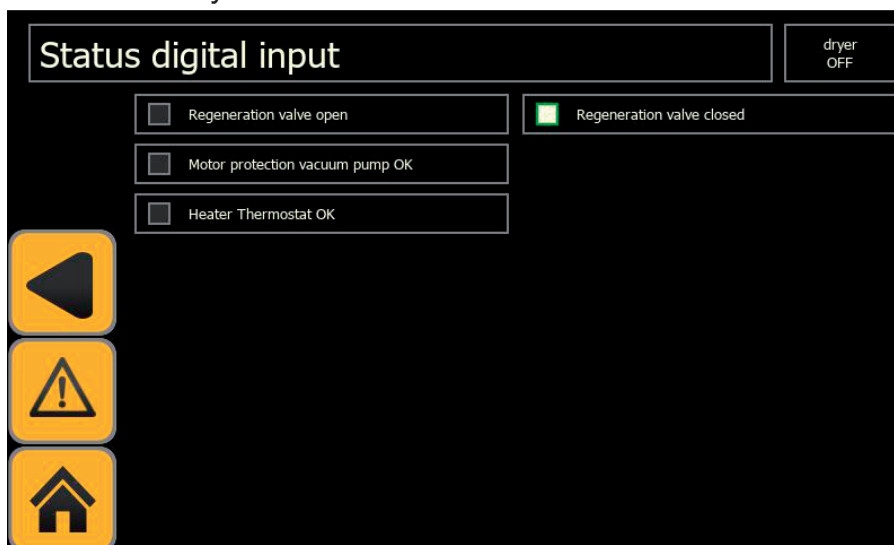 Status digital input
dryer
OFF
Regeneration valve open
Regeneration valve closed
Motor protection vacuum pump OK
Heater Thermostat OK